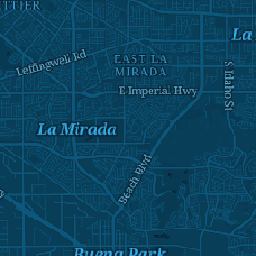 TTIER
La
Leffingwell Rd
EAST LA
MIRADA
E Imperial Hwy
S Idaho St
La Mirada
Beach Blvd
Buena Park